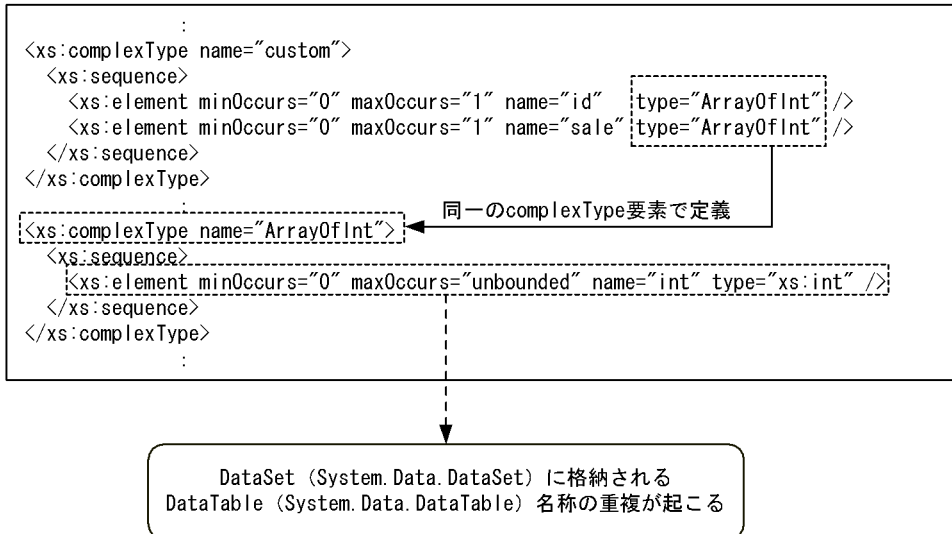 :
<xs:complexType name="custom">
<xs:sequence>
<xs:element minOccurs="0" maxOccurs="1" name="id" type="ArrayOfInt" />
<xs:element minOccurs="0" maxOccurs="1" name="sale" type="ArrayOfInt" />
</xs:sequence>
</xs:complexType>
:
同一のcomplexType要素で定義
<xs:complexType name="ArrayOfInt">
<xs:sequence>
<xs:element minOccurs="0" maxOccurs="unbounded" name="int" type="xs:int" />
</xs:sequence>
</xs:complexType>
:
DataSet（System.Data.DataSet）に格納される
DataTable（System.Data.DataTable）名称の重複が起こる